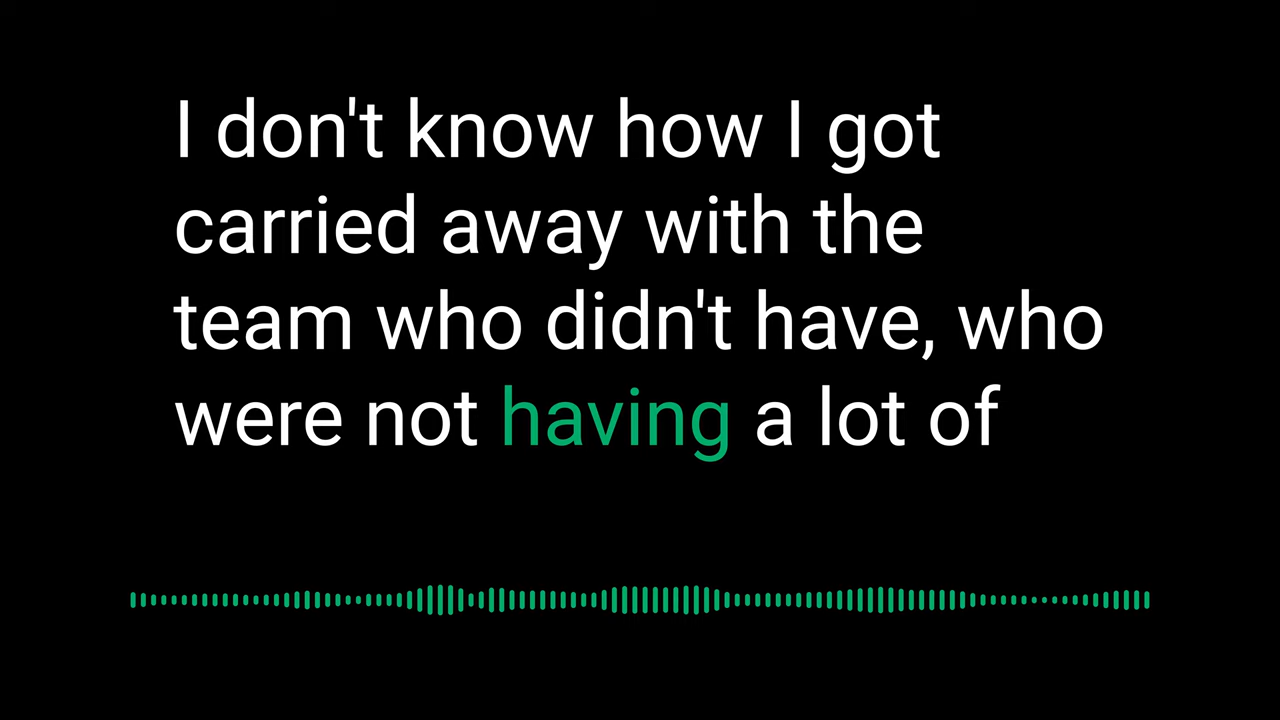 I don't know how I got
carried away with the
team who didn't have, who
were not having a lot of